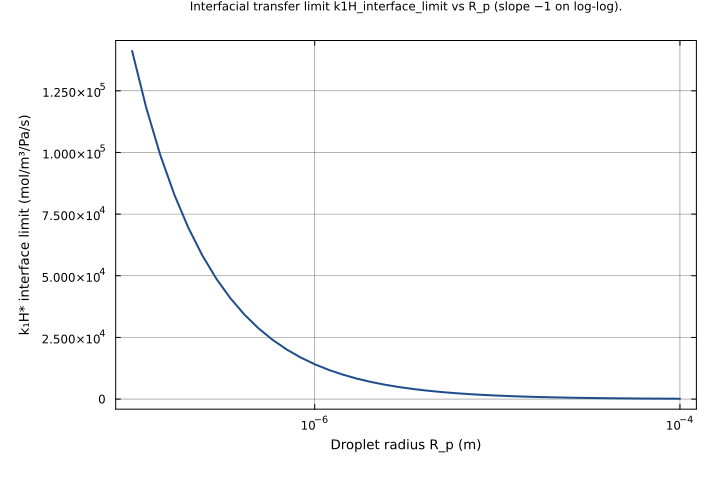 Interfacial transfer limit k1H_interface_limit vs R_p (slope −1 on log-log).
k₁H* interface limit (mol/m³/Pa/s)
1.250×10⁵
1.000×10⁵
7.500×10⁴
5.000×10⁴
2.500×10⁴
0
10⁻⁶
10⁻⁴
Droplet radius R_p (m)